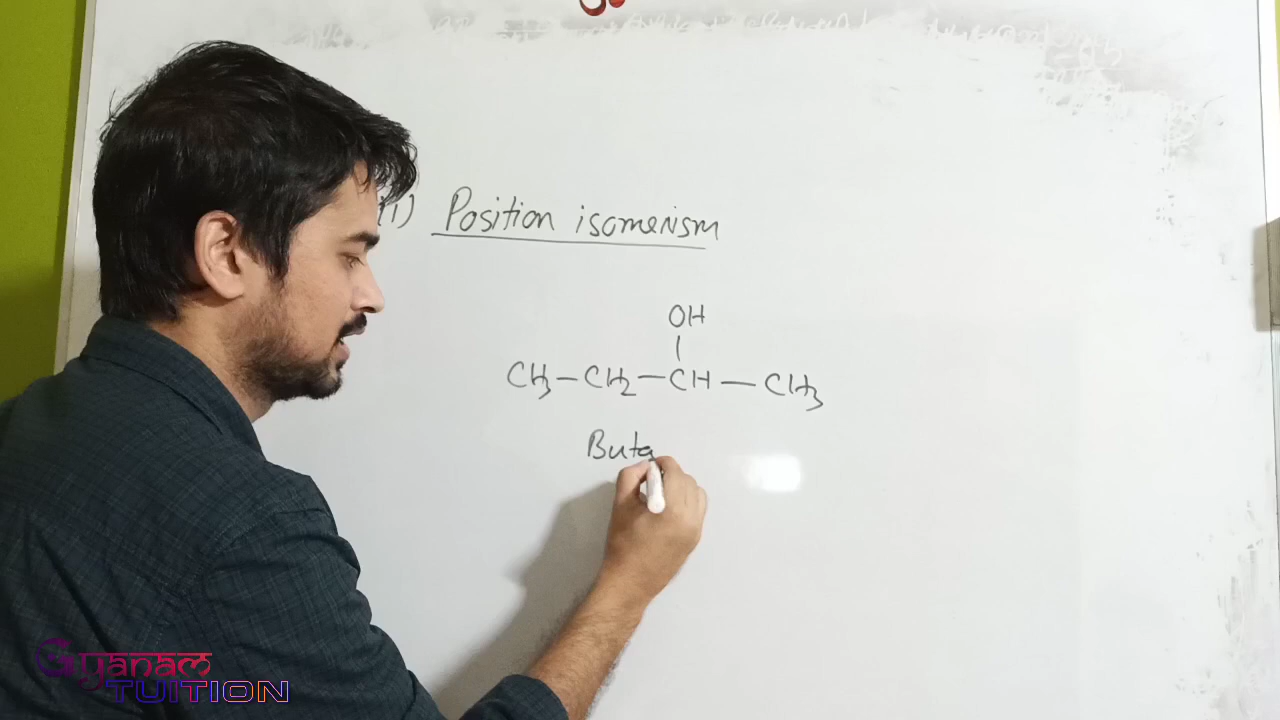 (i) Position isomerism
OH
|
CH3 – CH2 – CH – CH3
Buta
Gyanam
TUITION